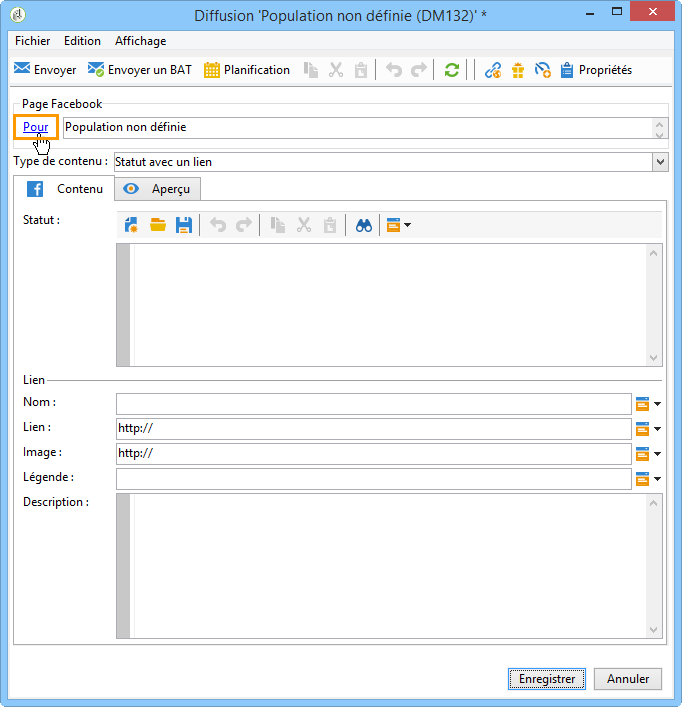 Diffusion 'Population non définie (DM132)' *
Fichier Edition Affichage
Envoyer Envoyer un BAT Planification Propriétés
Page Facebook
Pour Population non définie
Type de contenu : Statut avec un lien
Contenu Aperçu
Statut :
Lien
Nom :
Lien : http://
Image : http://
Légende :
Description :
Enregistrer Annuler